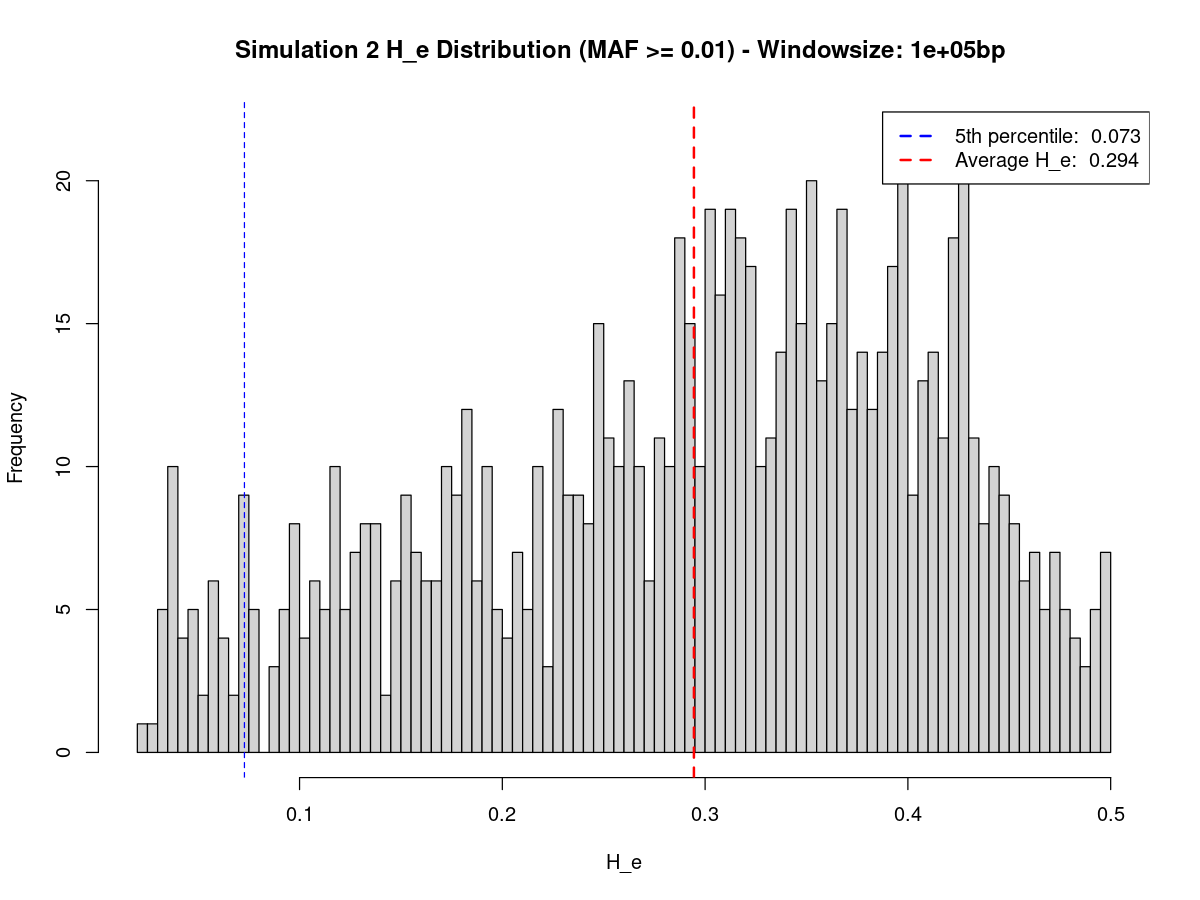 Simulation 2 H_e Distribution (MAF >= 0.01) - Windowsize: 1e+05bp
5th percentile: 0.073
Average H_e: 0.294
Frequency
20
15
10
5
0
0.1 0.2 0.3 0.4 0.5
H_e